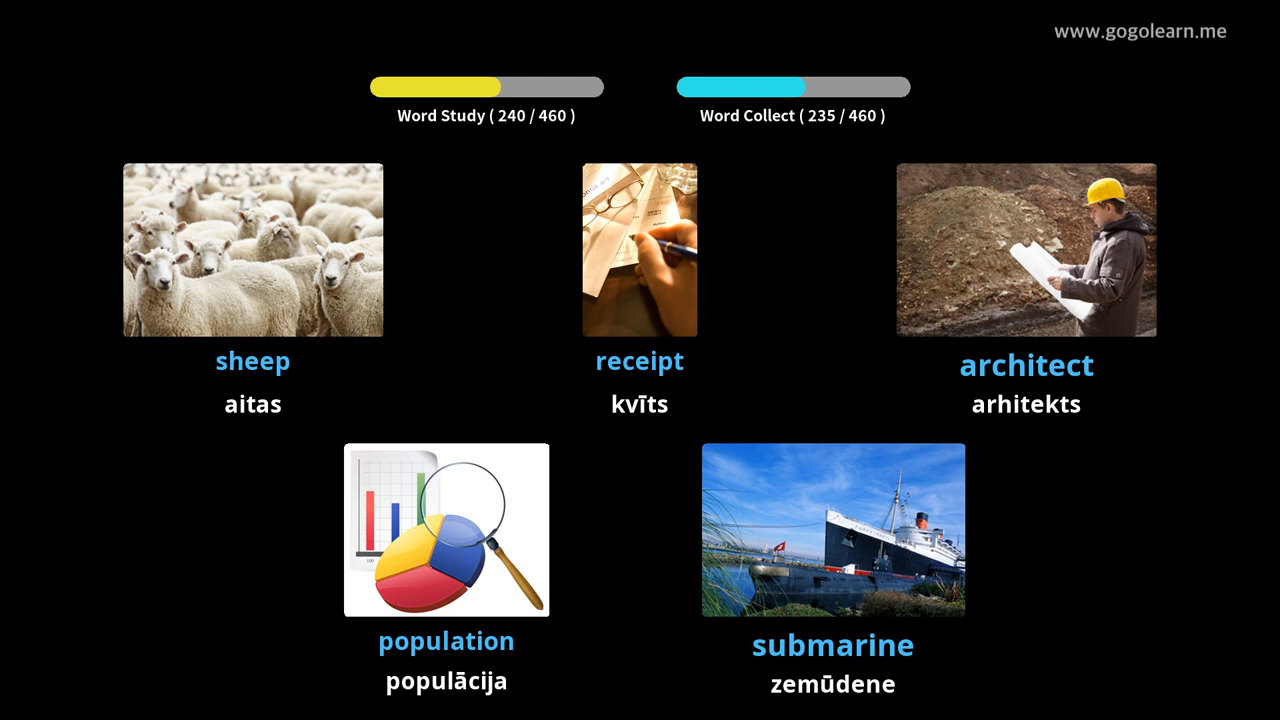 www.gogolearn.me
Word Study ( 240 / 460 )
Word Collect ( 235 / 460 )
sheep
aitas
receipt
kvīts
architect
arhitekts
population
populācija
submarine
zemūdene